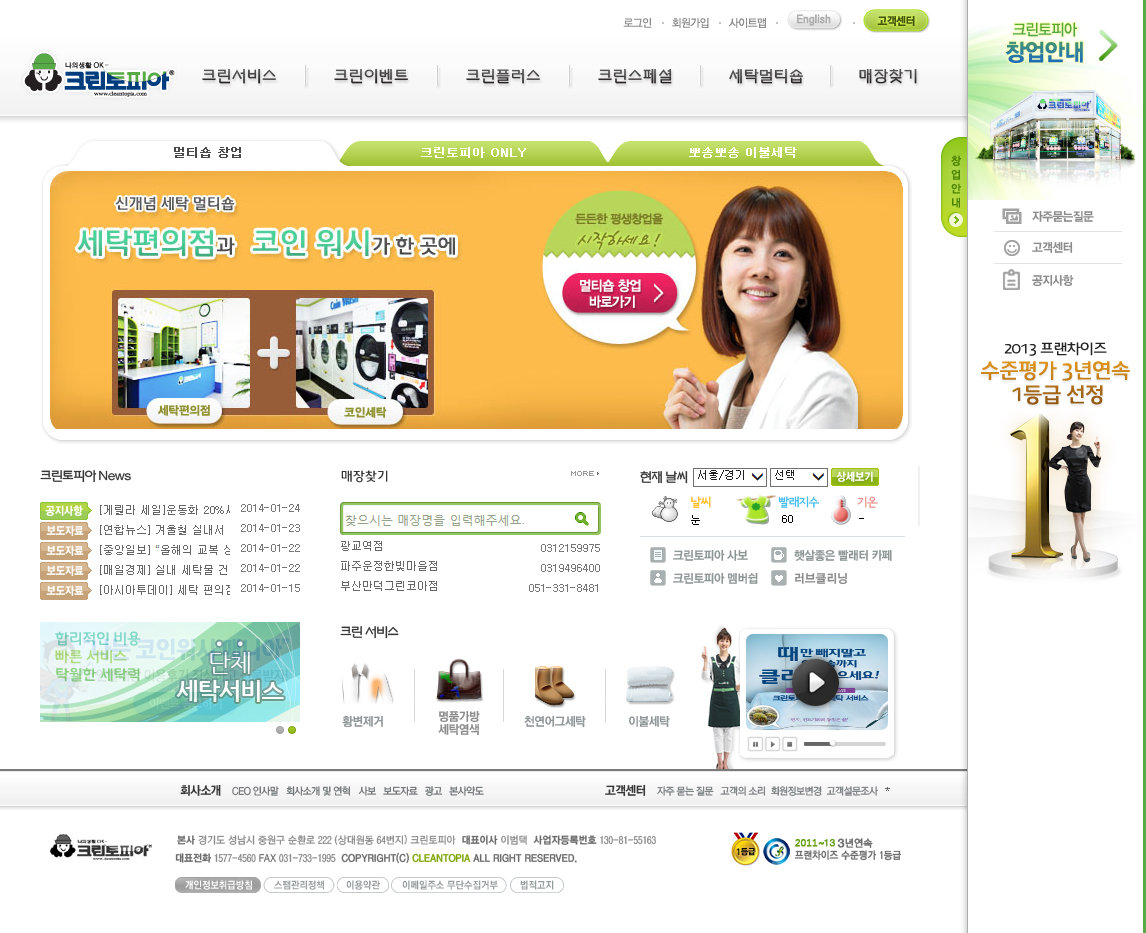 로그인 · 회원가입 · 사이트맵 · English · 고객센터
나의생활 OK~
크린토피아
www.cleantopia.com
크린서비스 크린이벤트 크린플러스 크린스페셜 세탁멀티숍 매장찾기
멀티숍 창업 크린토피아 ONLY 뽀송뽀송 이불세탁
신개념 세탁 멀티숍
세탁편의점과 코인 워시가 한 곳에
세탁편의점 코인세탁
든든한 평생창업을
시작하세요!
멀티숍 창업
바로가기
창업안내
크린토피아
창업안내
크린토피아
자주묻는질문
고객센터
공지사항
2013 프랜차이즈
수준평가 3년연속
1등급 선정
크린토피아 News
공지사항 [게릴라 세일]운동화 20% 2014-01-24
보도자료 [연합뉴스] 겨울철 실내서 2014-01-23
보도자료 [중앙일보] “올해의 교복 2014-01-22
보도자료 [매일경제] 실내 세탁물 건 2014-01-22
보도자료 [아시아투데이] 세탁 편의점 2014-01-15
매장찾기 MORE
찾으시는 매장명을 입력해주세요.
광교역점 0312159975
파주운정한빛마을점 0319496400
부산만덕그린코아점 051-331-8481
현재 날씨 서울/경기 선택 상세보기
날씨 눈
빨래지수 60
기온 -
크린토피아 사보 햇살좋은 빨래터 카페
크린토피아 멤버쉽 러브클리닝
합리적인 비용
빠른 서비스
탁월한 세탁력
단체
세탁서비스
크린 서비스
황변제거
명품가방
세탁염색
천연어그세탁
이불세탁
때만 빼지말고
회사소개 CEO 인사말 회사소개 및 연혁 사보 보도자료 광고 본사약도
고객센터 자주 묻는 질문 고객의 소리 회원정보변경 고객설문조사 *
나의생활 OK~
크린토피아
본사 경기도 성남시 중원구 순환로 222 (상대원동 64번지) 크린토피아 대표이사 이범택 사업자등록번호 130-81-55163
대표전화 1577-4560 FAX 031-733-1995 COPYRIGHT(C) CLEANTOPIA ALL RIGHT RESERVED.
개인정보취급방침 스팸관리정책 이용약관 이메일주소 무단수집거부 법적고지
1등급
2011~13 3년연속
프랜차이즈 수준평가 1등급